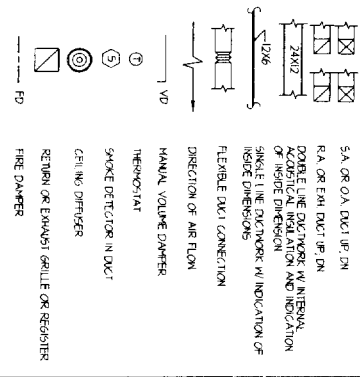 S.A. OR O.A. DUCT UP, DN
R.A. OR EXH DUCT UP, DN
24X12
DOUBLE LINE DUCTWORK W/ INTERNAL
ACOUSTICAL INSULATION AND INDICATION
OF INSIDE DIMENSION
12X6
SINGLE LINE DUCTWORK W/ INDICATION OF
INSIDE DIMENSIONS
FLEXIBLE DUCT CONNECTION
DIRECTION OF AIR FLOW
VD
MANUAL VOLUME DAMPER
T
THERMOSTAT
S
SMOKE DETECTOR IN DUCT
CEILING DIFFUSER
RETURN OR EXHAUST GRILLE OR REGISTER
FD
FIRE DAMPER